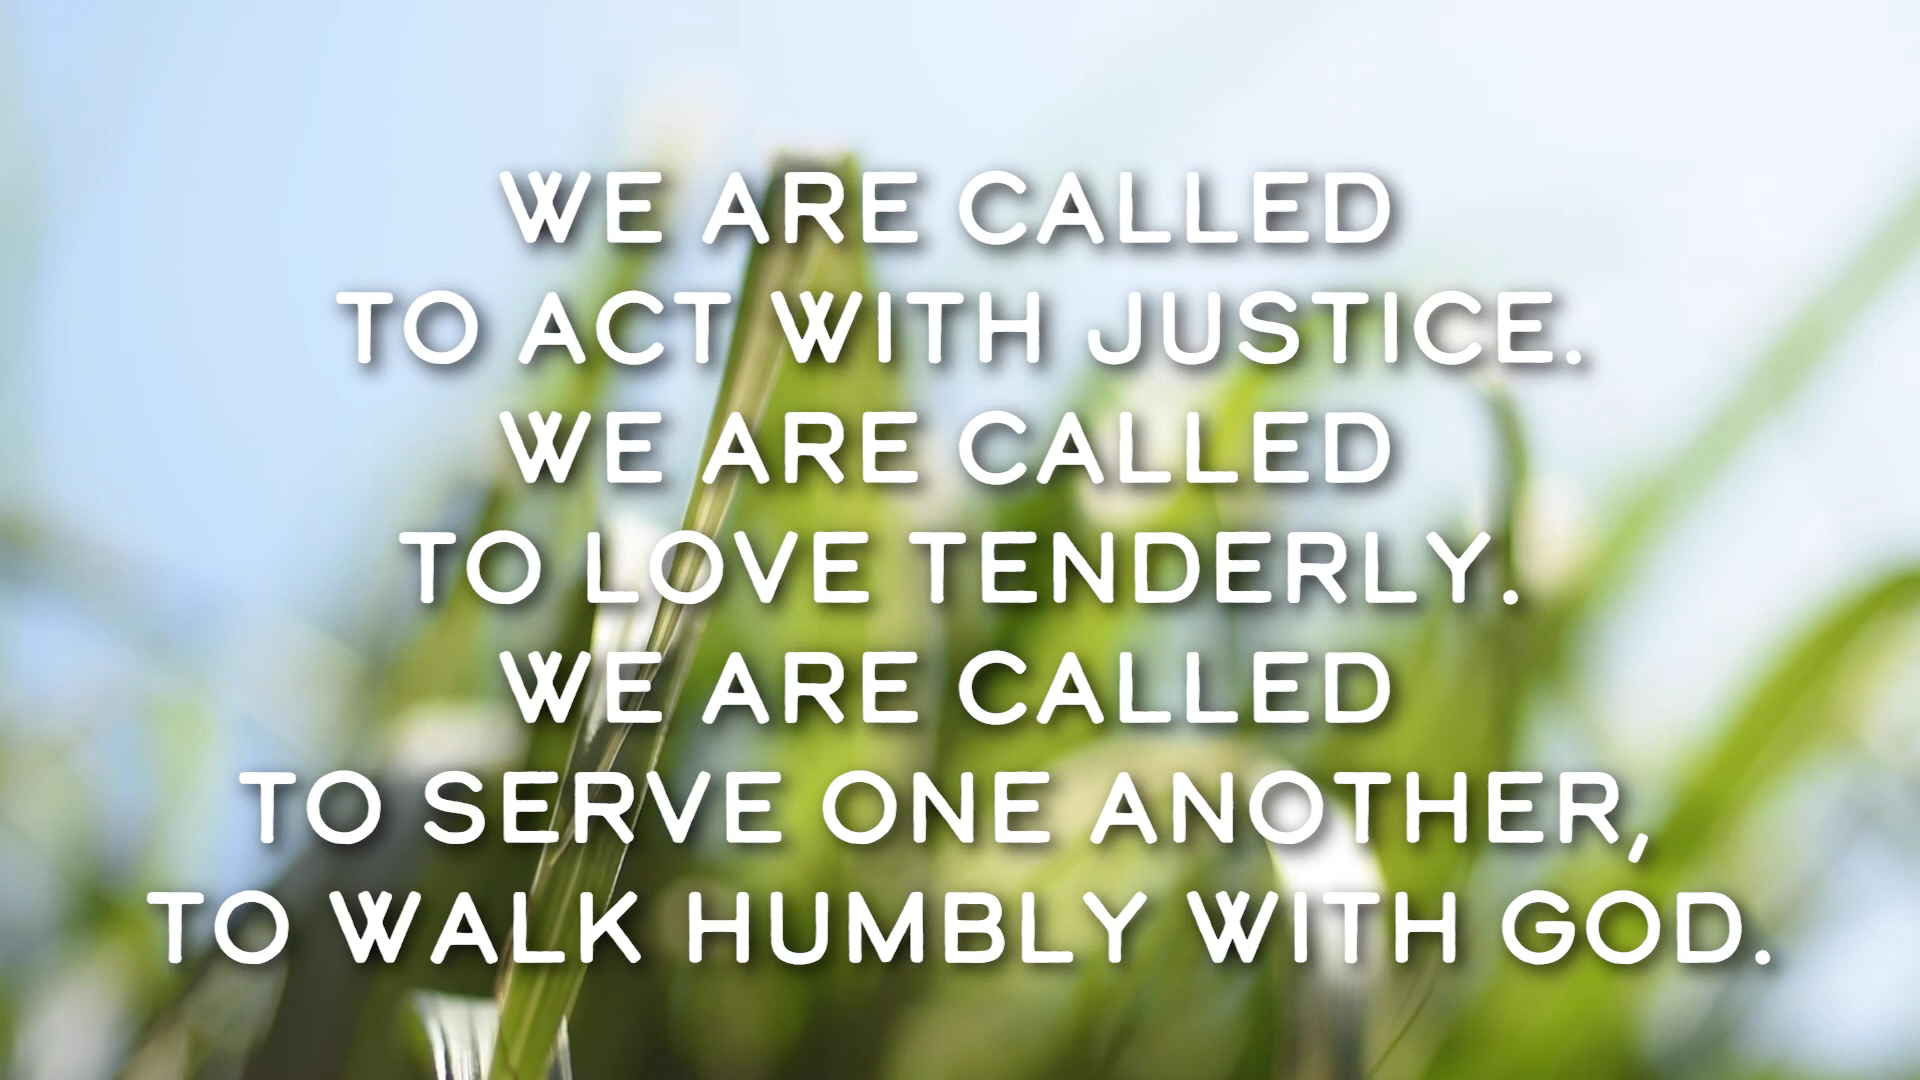 WE ARE CALLED
TO ACT WITH JUSTICE.
WE ARE CALLED
TO LOVE TENDERLY.
WE ARE CALLED
TO SERVE ONE ANOTHER,
TO WALK HUMBLY WITH GOD.